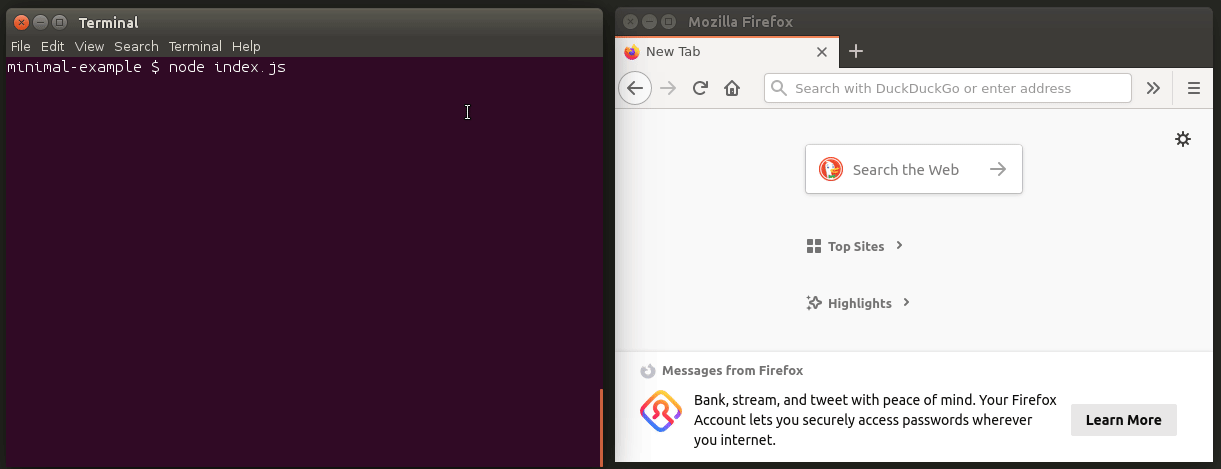 Terminal
File Edit View Search Terminal Help
minimal-example $ node index.js
Mozilla Firefox
New Tab
Search with DuckDuckGo or enter address
Search the Web
Top Sites
Highlights
Messages from Firefox
Bank, stream, and tweet with peace of mind. Your Firefox
Account lets you securely access passwords wherever
you internet.
Learn More